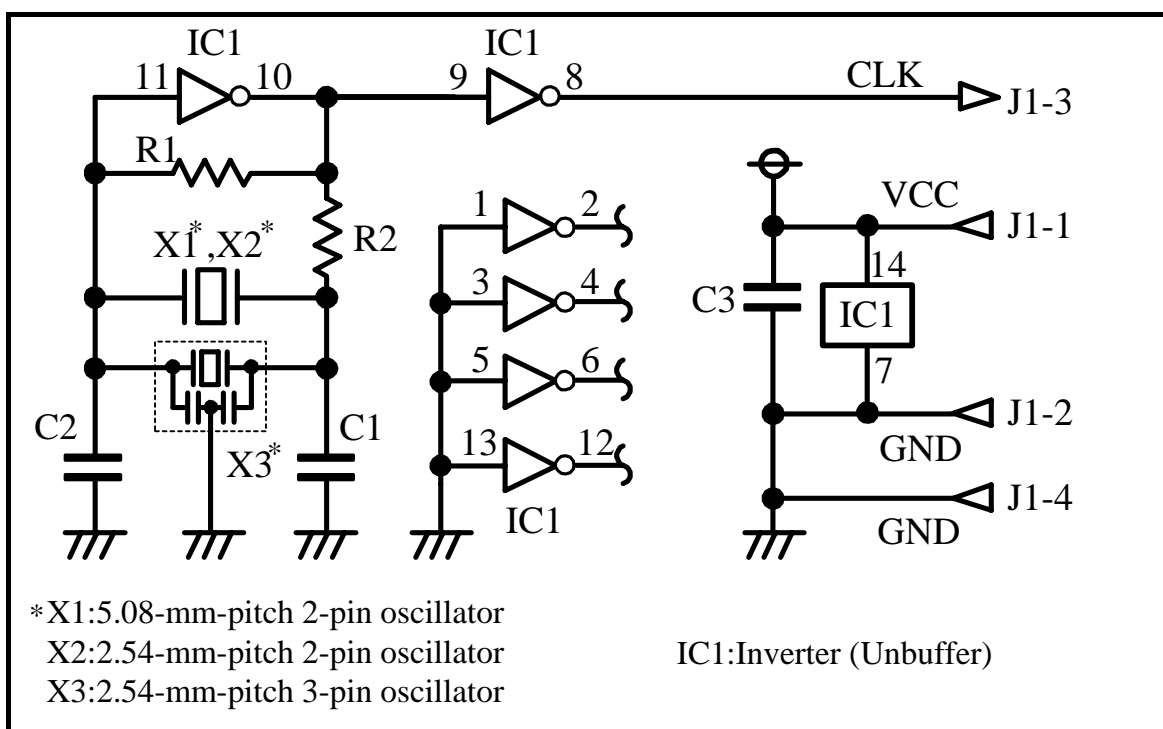 IC1 IC1
11 10 9 8 CLK J1-3
R1
1 2 VCC J1-1
X1*,X2* R2
14
3 4 C3 IC1
5 6 7
C2 C1 J1-2
X3* 13 12 GND
IC1 J1-4
GND
*X1:5.08-mm-pitch 2-pin oscillator
X2:2.54-mm-pitch 2-pin oscillator IC1:Inverter (Unbuffer)
X3:2.54-mm-pitch 3-pin oscillator